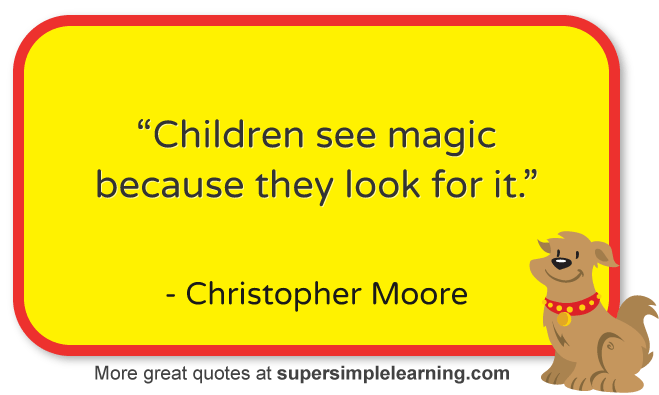 “Children see magic
because they look for it.”
- Christopher Moore
More great quotes at supersimplelearning.com